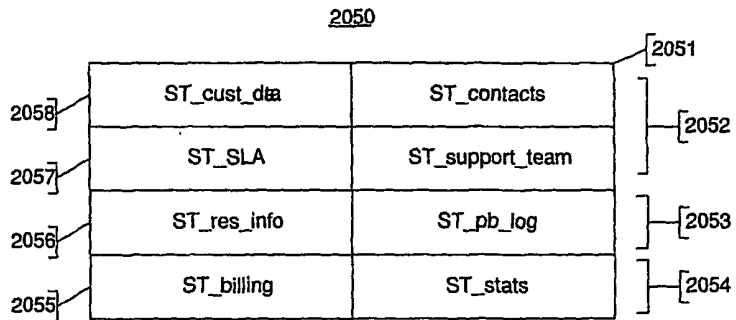 2050
2051
ST_cust_dta ST_contacts
2058
2052
ST_SLA ST_support_team
2057
ST_res_info ST_pb_log
2053
2056
ST_billing ST_stats
2054
2055